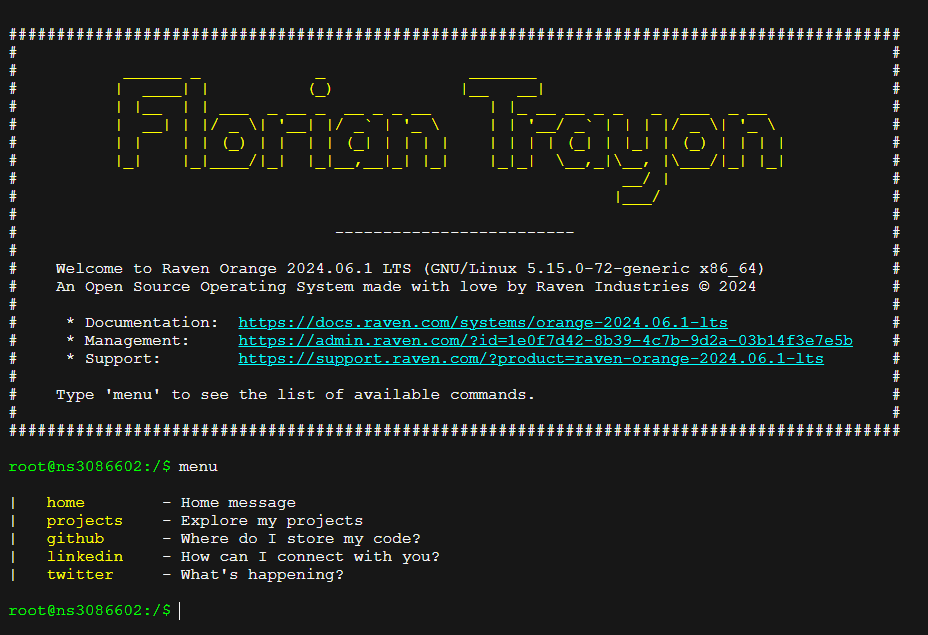 Florian Trayon
--------------------------
Welcome to Raven Orange 2024.06.1 LTS (GNU/Linux 5.15.0-72-generic x86_64)
An Open Source Operating System made with love by Raven Industries © 2024
* Documentation: https://docs.raven.com/systems/orange-2024.06.1-lts
* Management: https://admin.raven.com/?id=1e0f7d42-8b39-4c7b-9d2a-03b14f3e7e5b
* Support: https://support.raven.com/?product=raven-orange-2024.06.1-lts
Type 'menu' to see the list of available commands.
root@ns3086602:/$ menu
| home - Home message
| projects - Explore my projects
| github - Where do I store my code?
| linkedin - How can I connect with you?
| twitter - What's happening?
root@ns3086602:/$